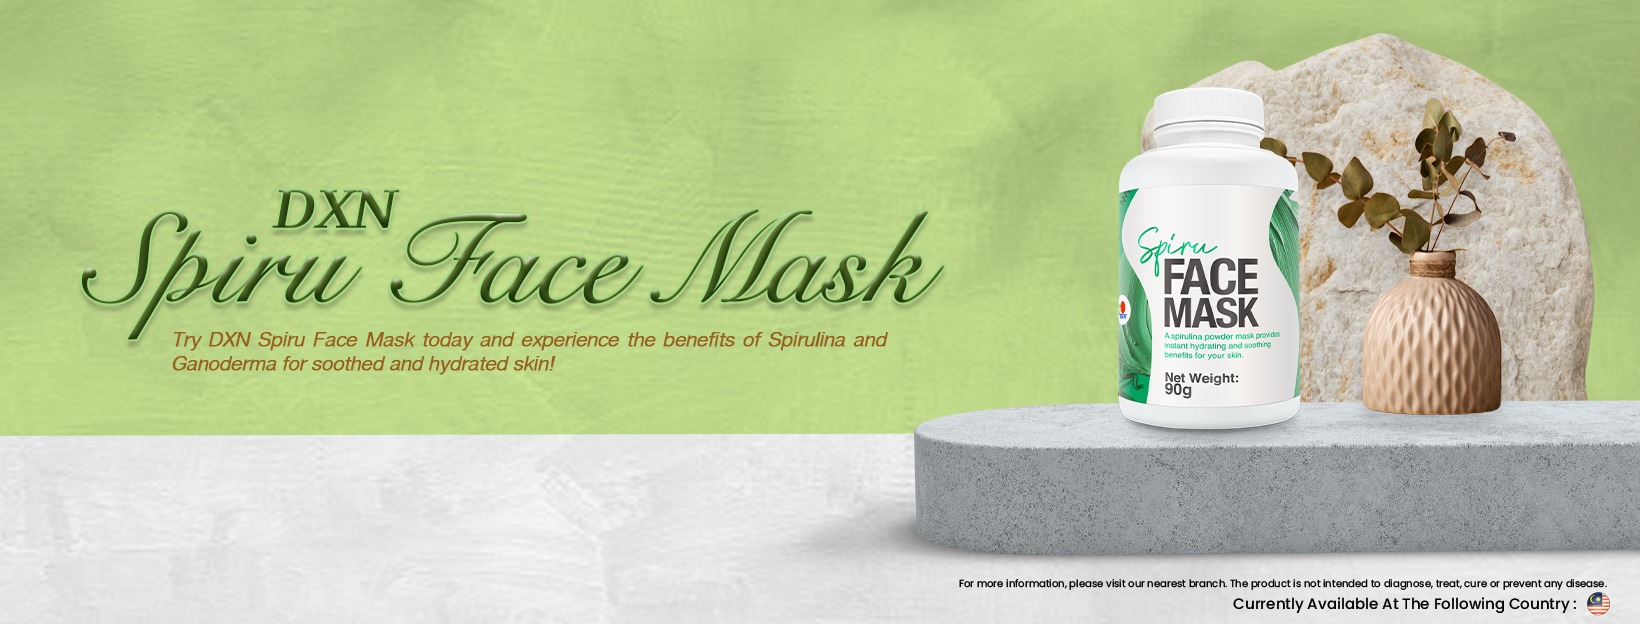 DXN
Spiru Face Mask
Try DXN Spiru Face Mask today and experience the benefits of Spirulina and
Ganoderma for soothed and hydrated skin!
Spiru
FACE
MASK
A spirulina powder mask provides
instant hydrating and soothing
benefits for your skin.
Net Weight:
90g
For more information, please visit our nearest branch. The product is not intended to diagnose, treat, cure or prevent any disease.
Currently Available At The Following Country :